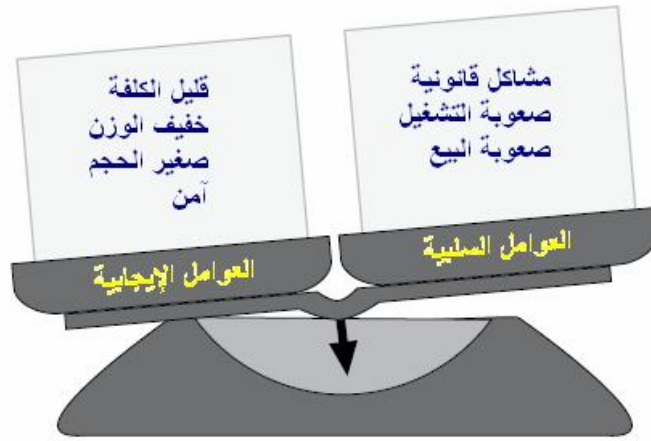 مشاكل قانونية
صعوبة التشغيل
صعوبة البيع
العوامل السلبية
قليل الكلفة
خفيف الوزن
صغير الحجم
آمن
العوامل الإيجابية